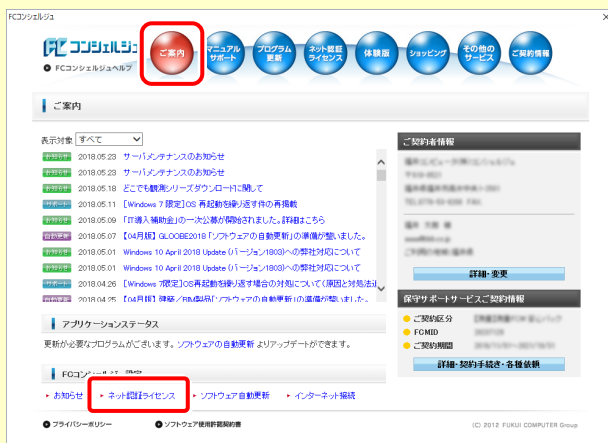 FCコンシェルジュ
×
ご案内
マニュアル
サポート
プログラム
更新
ネット認証
ライセンス
体験版
ショッピング
その他の
サービス
ご契約情報
FCコンシェルジュヘルプ
ご案内
表示対象 すべて
お知らせ 2018.05.23 サーバメンテナンスのお知らせ
お知らせ 2018.05.23 サーバメンテナンスのお知らせ
お知らせ 2018.05.18 どこでも観測シリーズダウンロードに関して
サポート 2018.05.11 [Windows 7 限定]OS 再起動を繰り返す件の再掲載
お知らせ 2018.05.09 「IT導入補助金」の一次公募が開始されました。詳細はこちら
自動更新 2018.05.07 【04月版】GLOOBE2018「ソフトウェアの自動更新」の準備が整いました。
お知らせ 2018.05.01 Windows 10 April 2018 Update (バージョン1803)への弊社対応について
お知らせ 2018.05.01 Windows 10 April 2018 Update (バージョン1803)への弊社対応について
サポート 2018.04.26 [Windows 7限定]OS再起動を繰り返す場合の対処について(原因と対処法
自動更新 2018.04.25 【04月版】建築/BIM製品「ソフトウェアの自動更新」の準備が整いました。
ご契約者情報
詳細・変更
保守サポートサービスご契約情報
ご契約区分
FCMID
ご契約期間
詳細・契約手続き・各種依頼
アプリケーションステータス
更新が必要なプログラムがございます。ソフトウェアの自動更新 よりアップデートができます。
お知らせ
ネット認証ライセンス
ソフトウェア自動更新
インターネット接続
プライバシーポリシー
ソフトウェア使用許諾契約書
(C) 2012 FUKUI COMPUTER Group